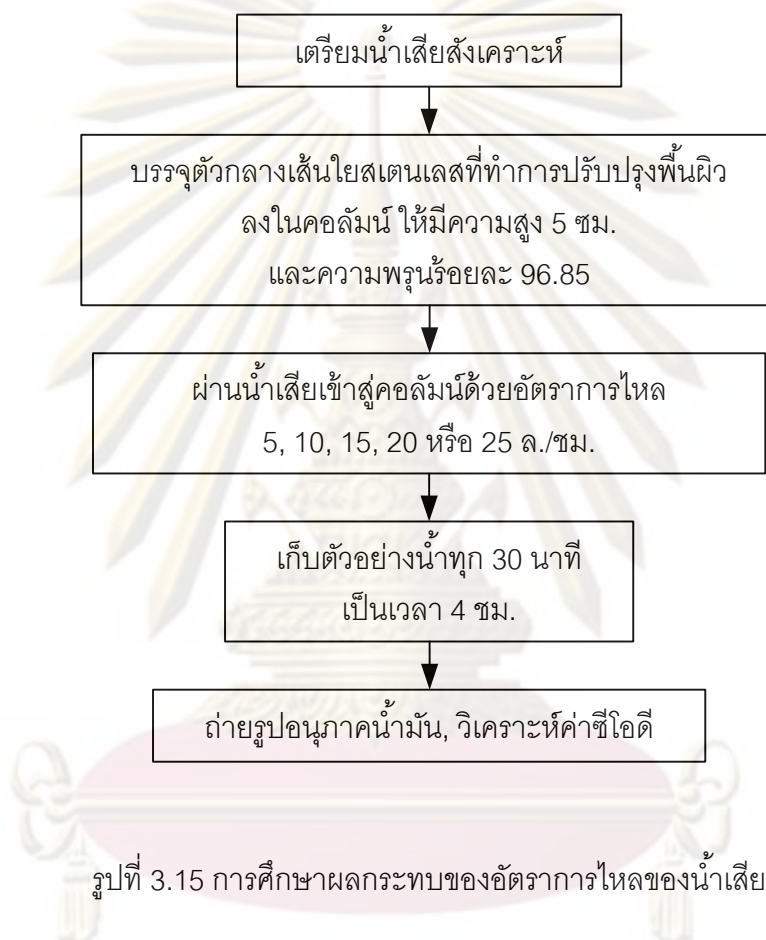 เตรียมน้ำเสียสังเคราะห์
บรรจุตัวกลางเส้นใยสเตนเลสที่ทำการปรับปรุงพื้นผิว
ลงในคอลัมน์ ให้มีความสูง 5 ซม.
และความพรุนร้อยละ 96.85
ผ่านน้ำเสียเข้าสู่คอลัมน์ด้วยอัตราการไหล
5, 10, 15, 20 หรือ 25 ล./ชม.
เก็บตัวอย่างน้ำทุก 30 นาที
เป็นเวลา 4 ชม.
ถ่ายรูปอนุภาคน้ำมัน, วิเคราะห์ค่าซีโอดี
รูปที่ 3.15 การศึกษาผลกระทบของอัตราการไหลของน้ำเสีย